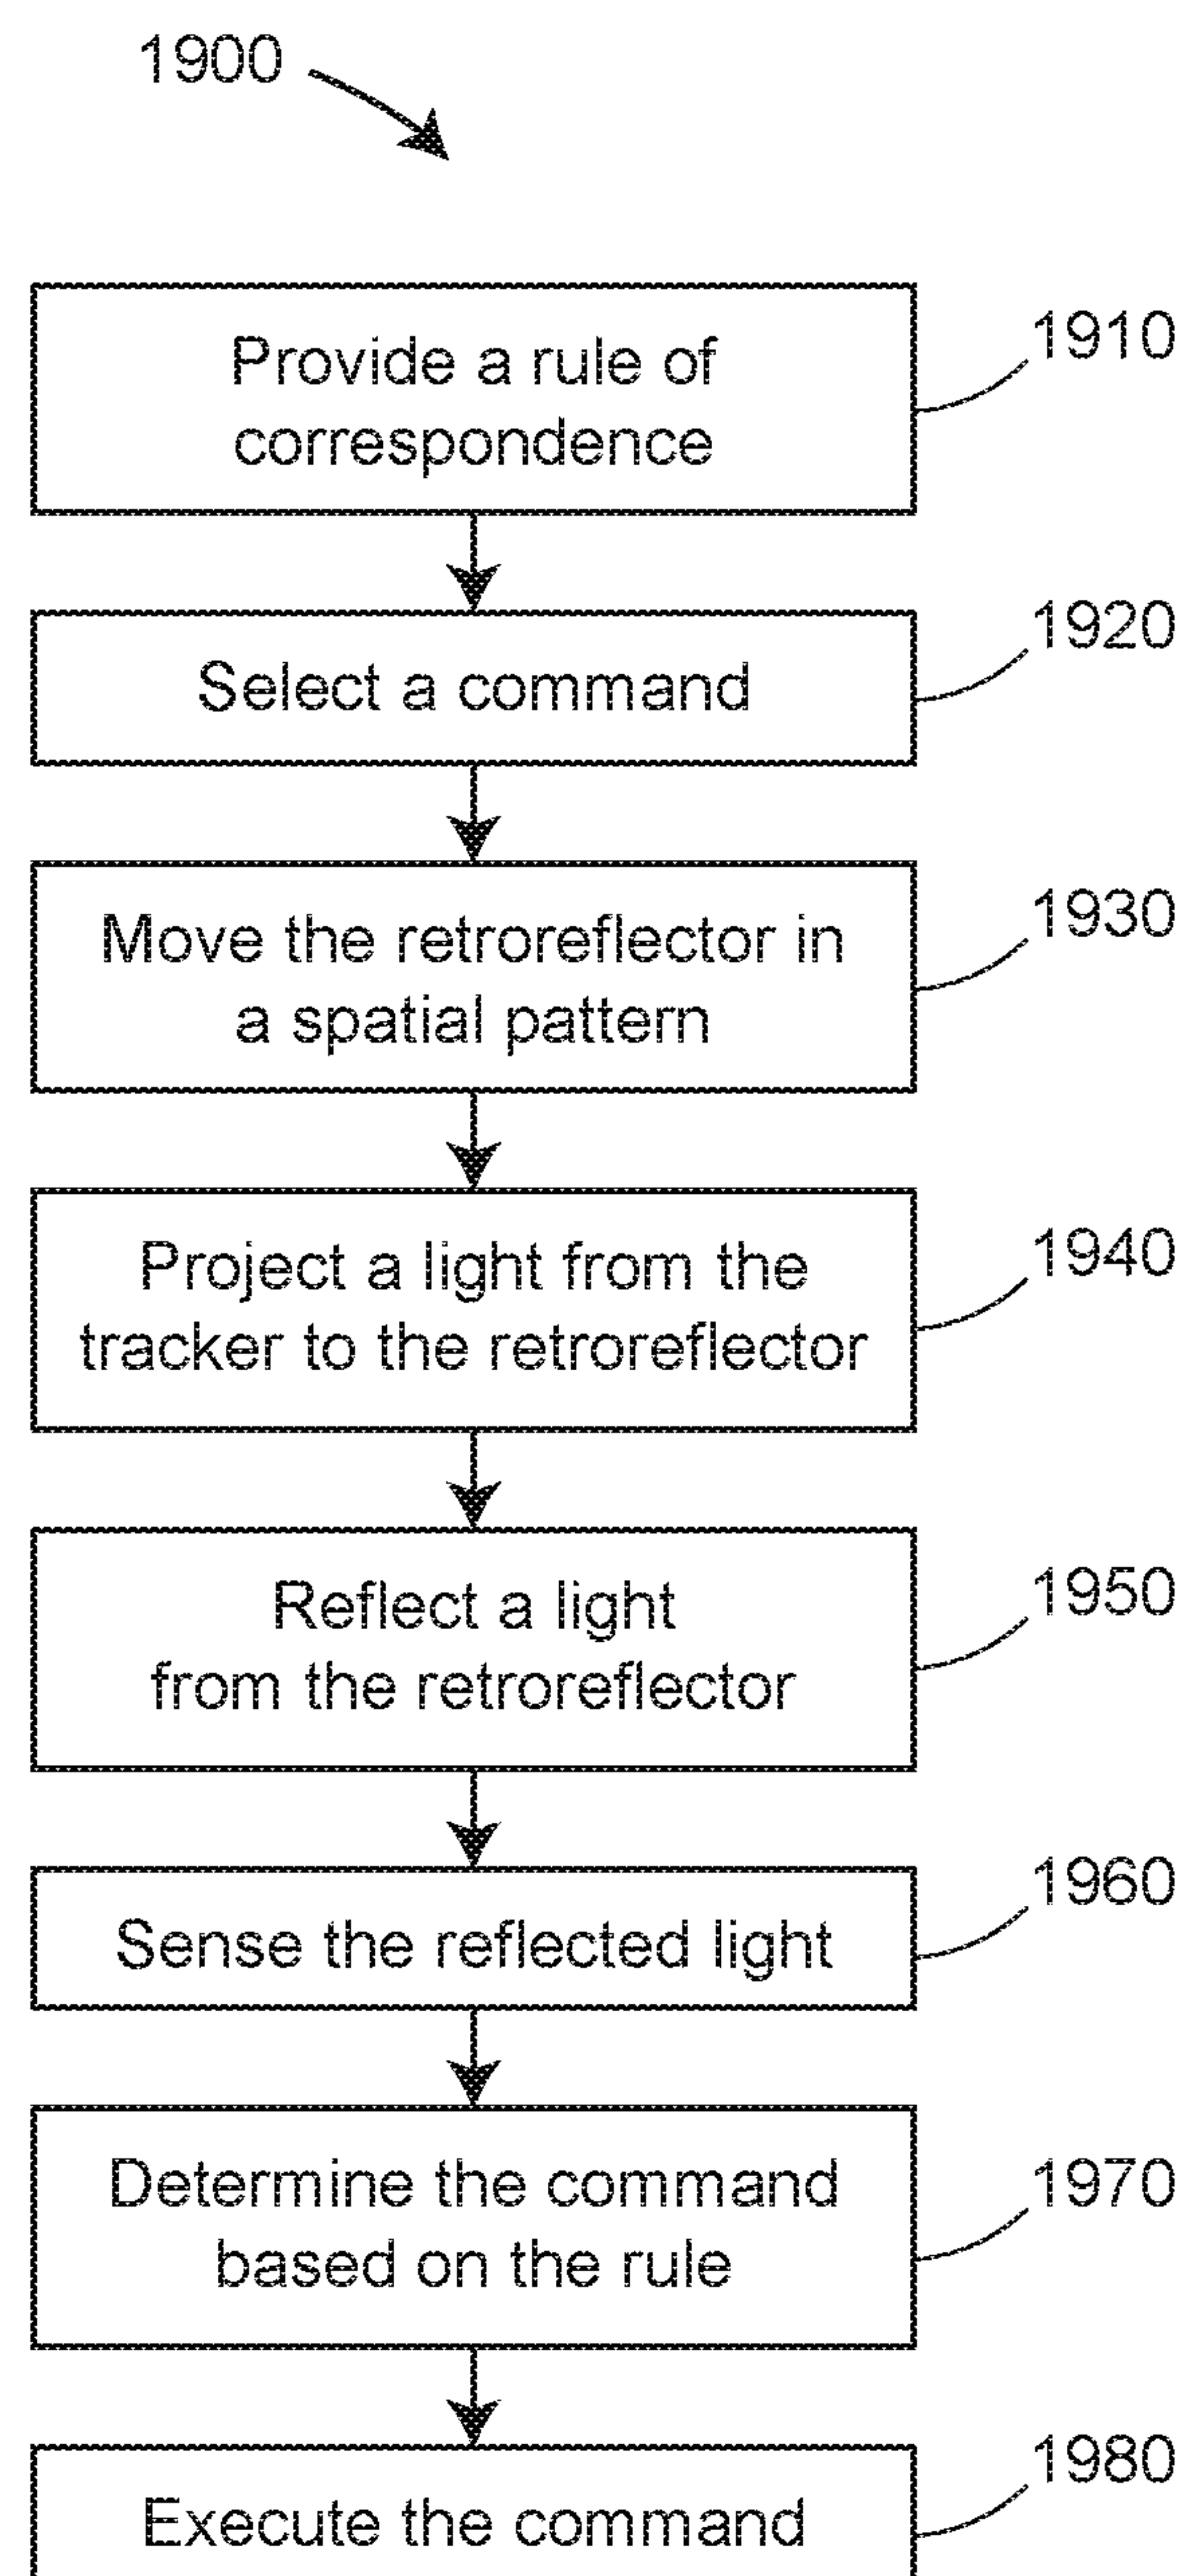 1900
Provide a rule of
correspondence
1910
Select a command
1920
Move the retroreflector in
a spatial pattern
1930
Project a light from the
tracker to the retroreflector
1940
Reflect a light
from the retroreflector
1950
Sense the reflected light
1960
Determine the command
based on the rule
1970
Execute the command
1980